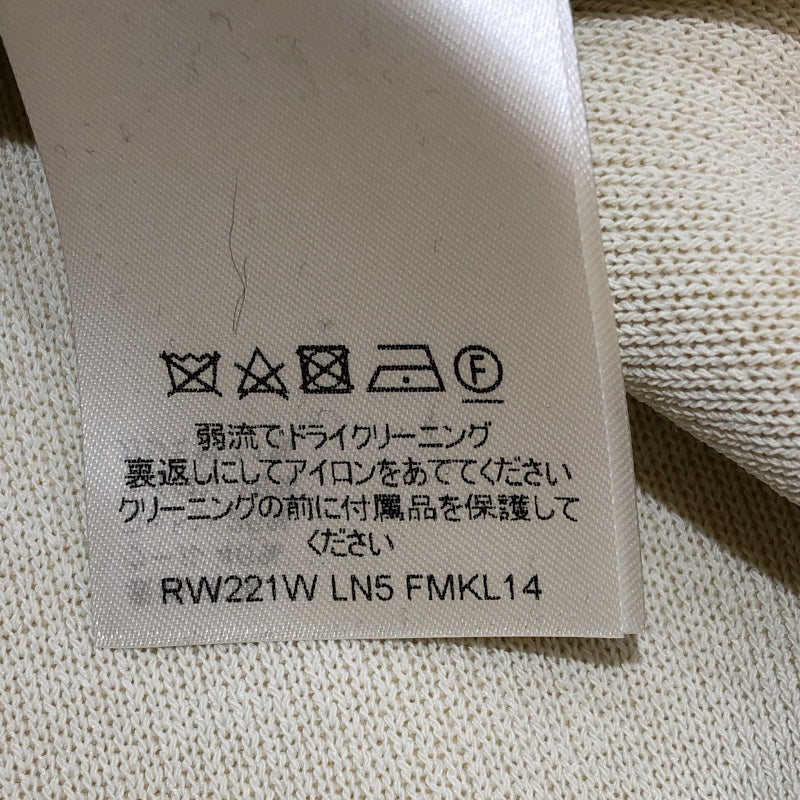 F
弱流でドライクリーニング
裏返しにしてアイロンをあててください
クリーニングの前に付属品を保護して
ください
RW221W LN5 FMKL14